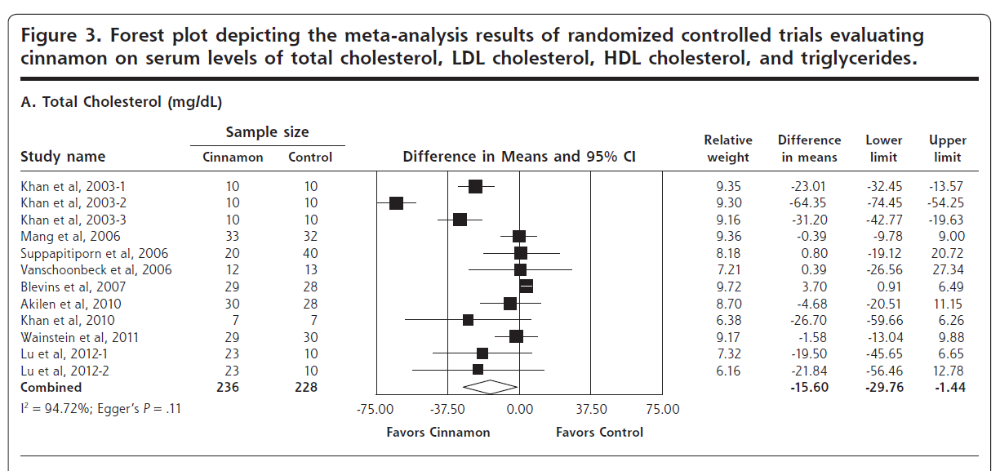 Figure 3. Forest plot depicting the meta-analysis results of randomized controlled trials evaluating
cinnamon on serum levels of total cholesterol, LDL cholesterol, HDL cholesterol, and triglycerides.
A. Total Cholesterol (mg/dL)
Sample size
Relative Difference Lower Upper
Study name Cinnamon Control Difference in Means and 95% CI weight in means limit limit
Khan et al, 2003-1 10 10 9.35 -23.01 -32.45 -13.57
Khan et al, 2003-2 10 10 9.30 -64.35 -74.45 -54.25
Khan et al, 2003-3 10 10 9.16 -31.20 -42.77 -19.63
Mang et al, 2006 33 32 9.36 -0.39 -9.78 9.00
Suppapitiporn et al, 2006 20 40 8.18 0.80 -19.12 20.72
Vanschoonbeck et al, 2006 12 13 7.21 0.39 -26.56 27.34
Blevins et al, 2007 29 28 9.72 3.70 0.91 6.49
Akilen et al, 2010 30 28 8.70 -4.68 -20.51 11.15
Khan et al, 2010 7 7 6.38 -26.70 -59.66 6.26
Wainstein et al, 2011 29 30 9.17 -1.58 -13.04 9.88
Lu et al, 2012-1 23 10 7.32 -19.50 -45.65 6.65
Lu et al, 2012-2 23 10 6.16 -21.84 -56.46 12.78
Combined 236 228 -15.60 -29.76 -1.44
I² = 94.72%; Egger's P = .11 -75.00 -37.50 0.00 37.50 75.00
Favors Cinnamon Favors Control